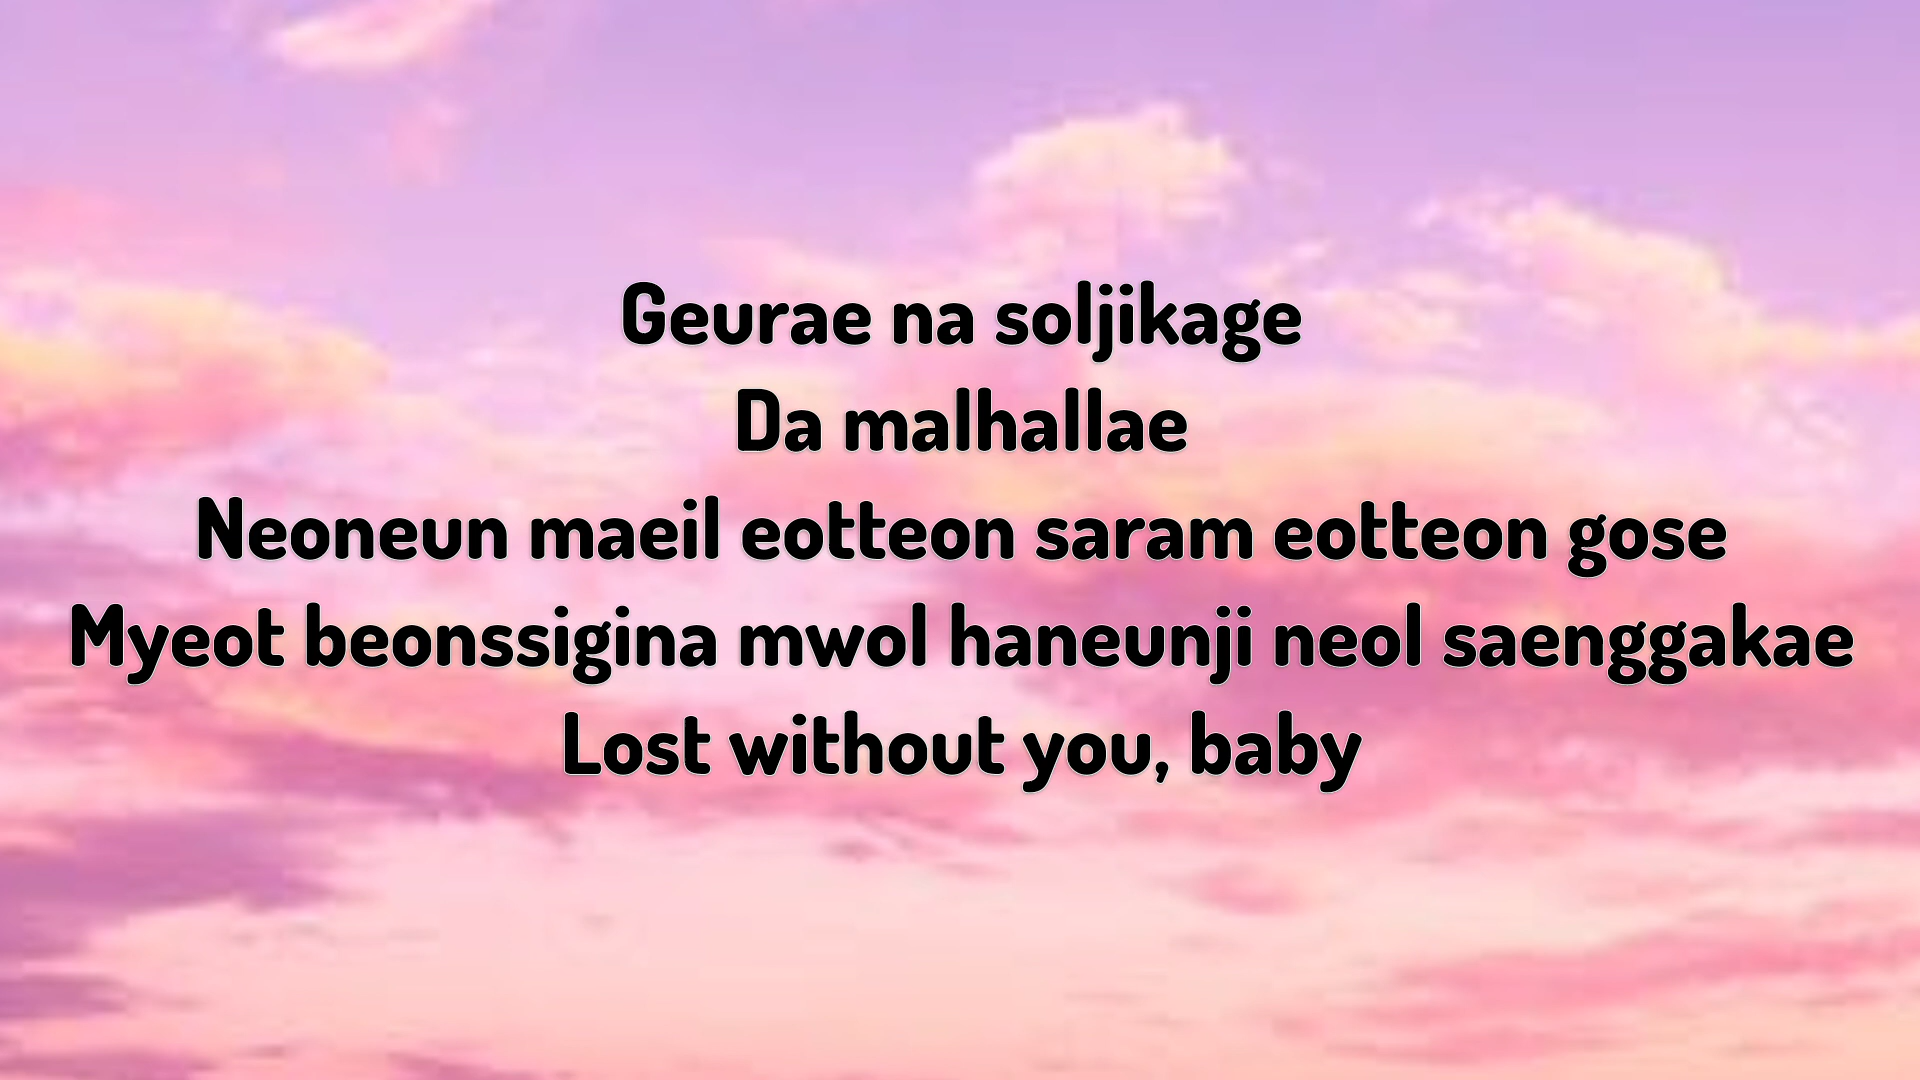 Geurae na soljikage
Da malhallae
Neoneun maeil eotteon saram eotteon gose
Myeot beonssigina mwol haneunji neol saenggakae
Lost without you, baby